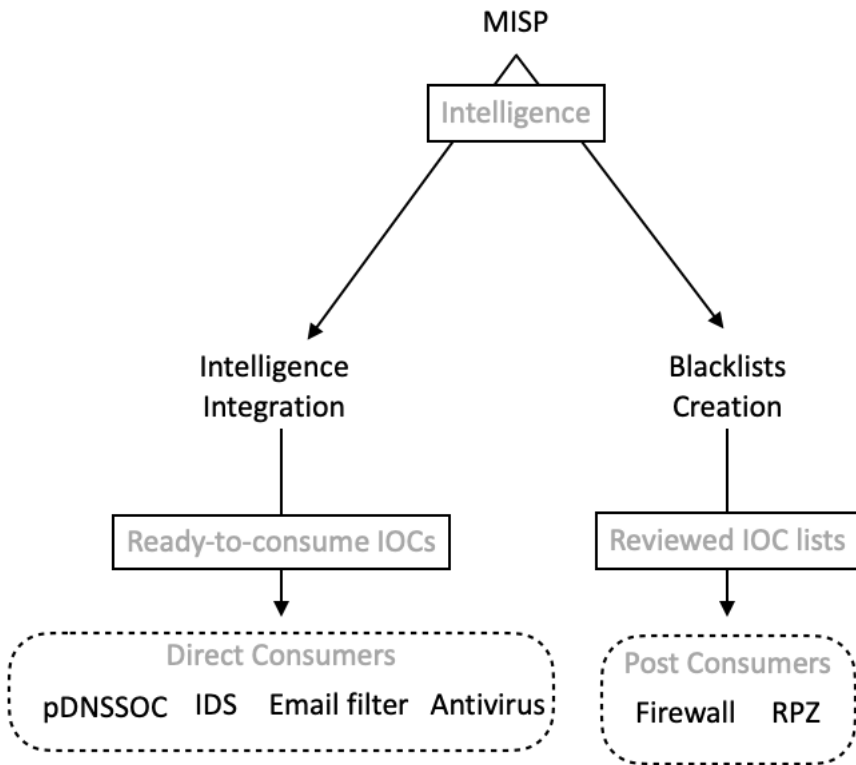 MISP
Intelligence
Intelligence
Integration
Blacklists
Creation
Ready-to-consume IOCs
Reviewed IOC lists
Direct Consumers
pDNSSOC IDS Email filter Antivirus
Post Consumers
Firewall RPZ